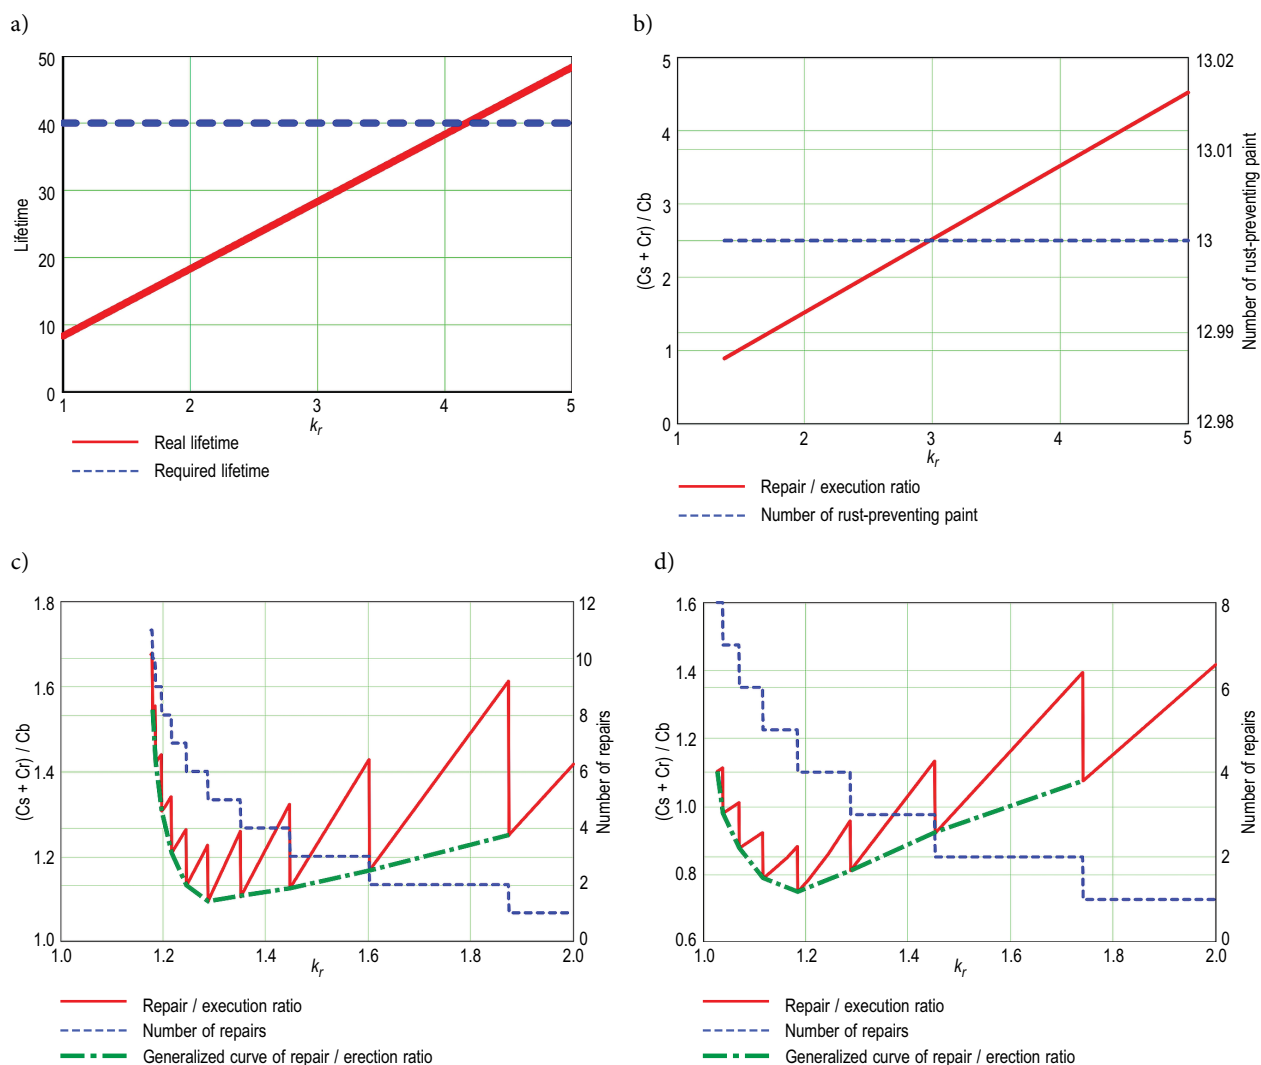 a)
50
40
30
20
10
0
Lifetime
1 2 3 4 5
kr
Real lifetime
Required lifetime
b)
5
4
3
2
1
0
(Cs + Cr) / Cb
13.02
13.01
13
12.99
12.98
Number of rust-preventing paint
1 2 3 4 5
kr
Repair / execution ratio
Number of rust-preventing paint
c)
1.8
1.6
1.4
1.2
1.0
(Cs + Cr) / Cb
12
10
8
6
4
2
0
Number of repairs
1.0 1.2 1.4 1.6 1.8 2.0
kr
Repair / execution ratio
Number of repairs
Generalized curve of repair / erection ratio
d)
1.6
1.4
1.2
1.0
0.8
0.6
(Cs + Cr) / Cb
8
6
4
2
0
Number of repairs
1.0 1.2 1.4 1.6 1.8 2.0
kr
Repair / execution ratio
Number of repairs
Generalized curve of repair / erection ratio